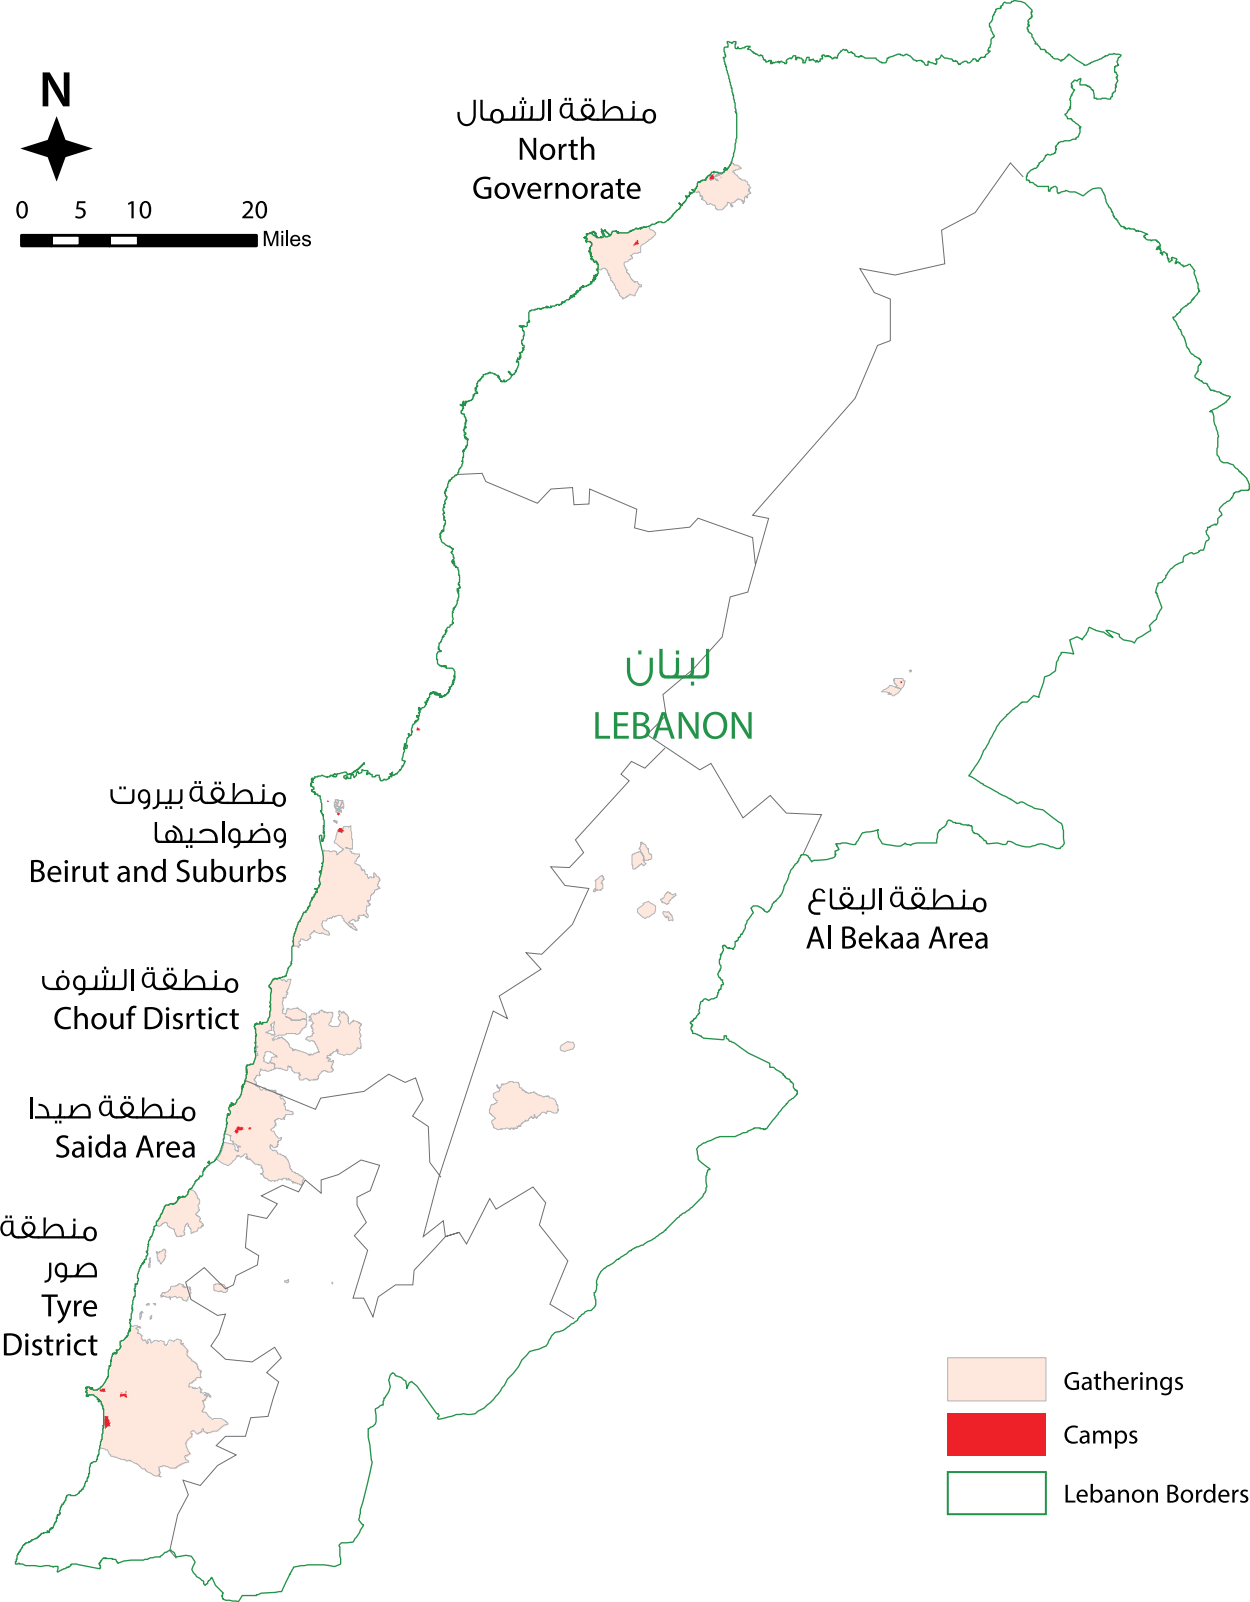 N
0 5 10 20
Miles
منطقة الشمال
North
Governorate
لبنان
LEBANON
منطقة بيروت
وضواحيها
Beirut and Suburbs
منطقة البقاع
Al Bekaa Area
منطقة الشوف
Chouf Disrtict
منطقة صيدا
Saida Area
منطقة
صور
Tyre
District
Gatherings
Camps
Lebanon Borders